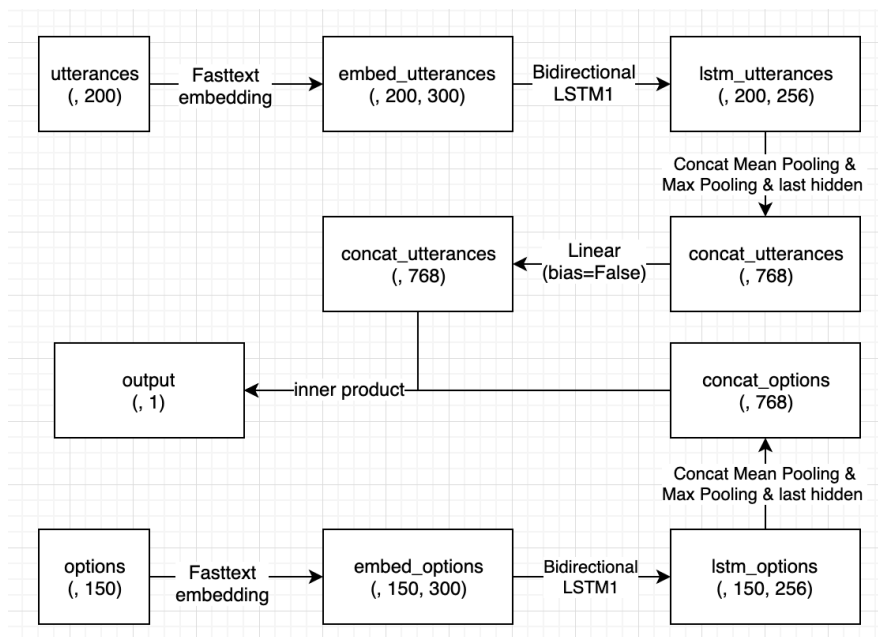 utterances
(, 200)
Fasttext
embedding
embed_utterances
(, 200, 300)
Bidirectional
LSTM1
lstm_utterances
(, 200, 256)
Concat Mean Pooling &
Max Pooling & last hidden
concat_utterances
(, 768)
Linear
(bias=False)
concat_utterances
(, 768)
output
(, 1)
inner product
concat_options
(, 768)
Concat Mean Pooling &
Max Pooling & last hidden
options
(, 150)
Fasttext
embedding
embed_options
(, 150, 300)
Bidirectional
LSTM1
lstm_options
(, 150, 256)